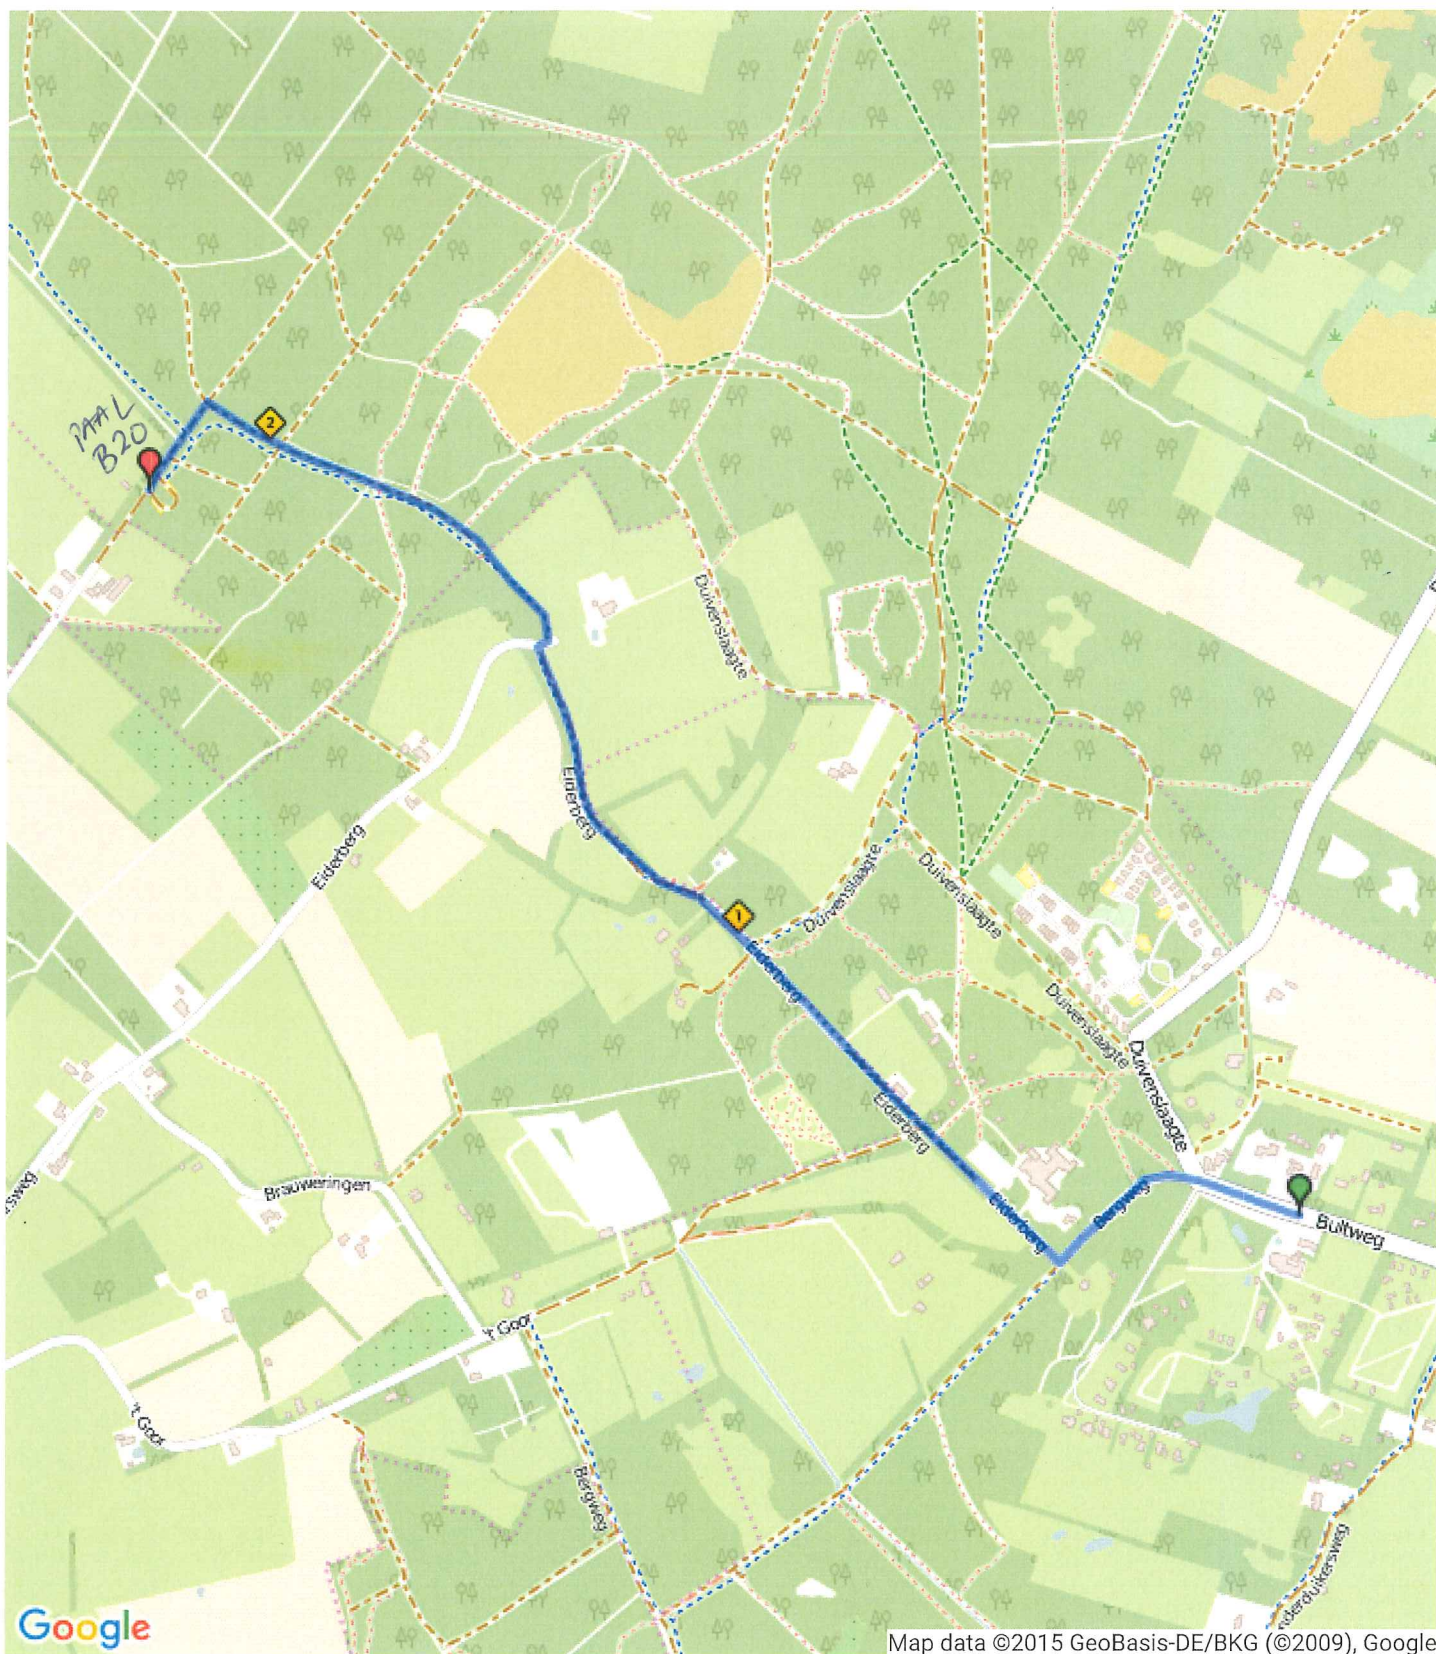 2
PAAL
B20
Duivenslaagte
Eiderberg
Eiderberg
1
Duivenslaagte
Duivenslaagte
Eiderberg
Duivenslaagte
Duivenslaagte
Eiderberg
Brauweringen
Bergweg
Eiderberg
Bultweg
't Goor
't Goor
Bergweg
nderduikersweg
Google
Map data ©2015 GeoBasis-DE/BKG (©2009), Google